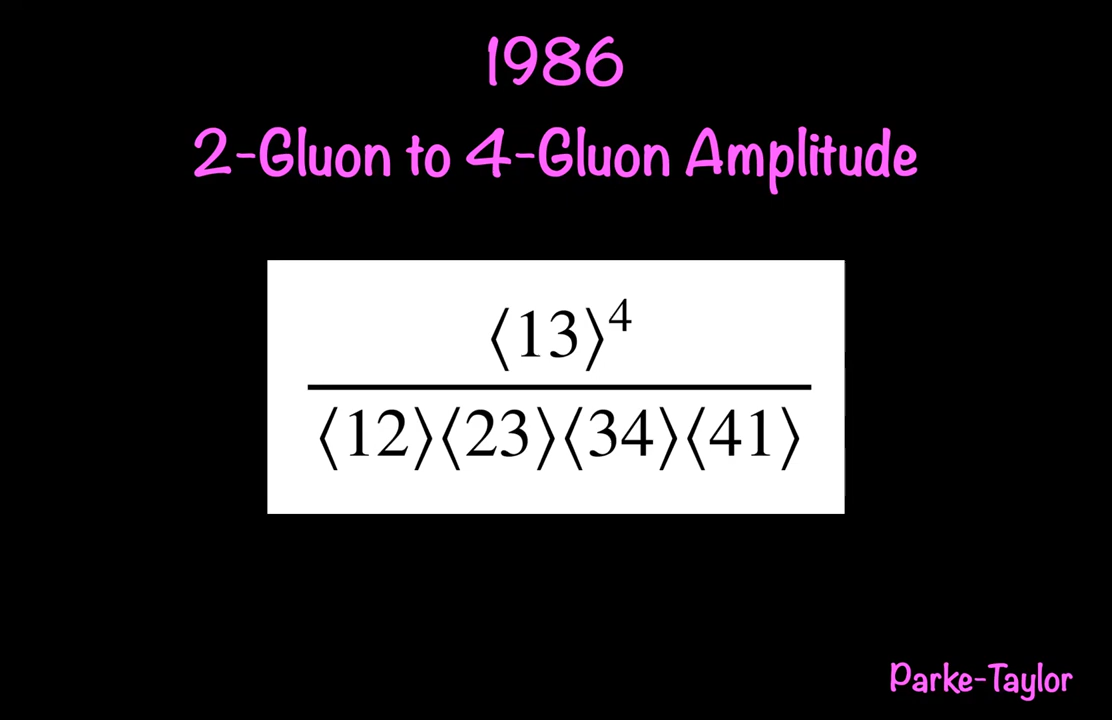 1986
2-Gluon to 4-Gluon Amplitude
⟨13⟩⁴
⟨12⟩⟨23⟩⟨34⟩⟨41⟩
Parke-Taylor